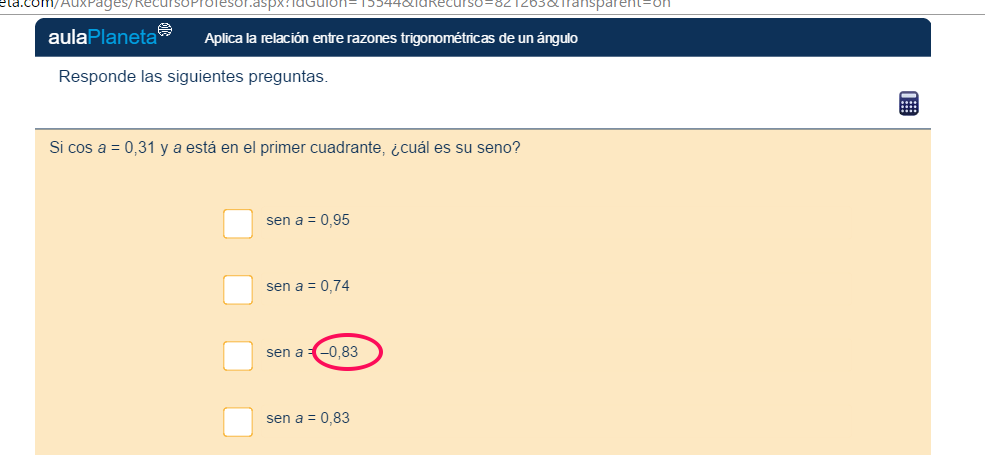 eta.com/AuxPages/RecursoProfesor.aspx?IdGuion=15544&IdRecurso=821263&Transparent=on
aulaPlaneta Aplica la relación entre razones trigonométricas de un ángulo
Responde las siguientes preguntas.
Si cos a = 0,31 y a está en el primer cuadrante, ¿cuál es su seno?
sen a = 0,95
sen a = 0,74
sen a = –0,83
sen a = 0,83